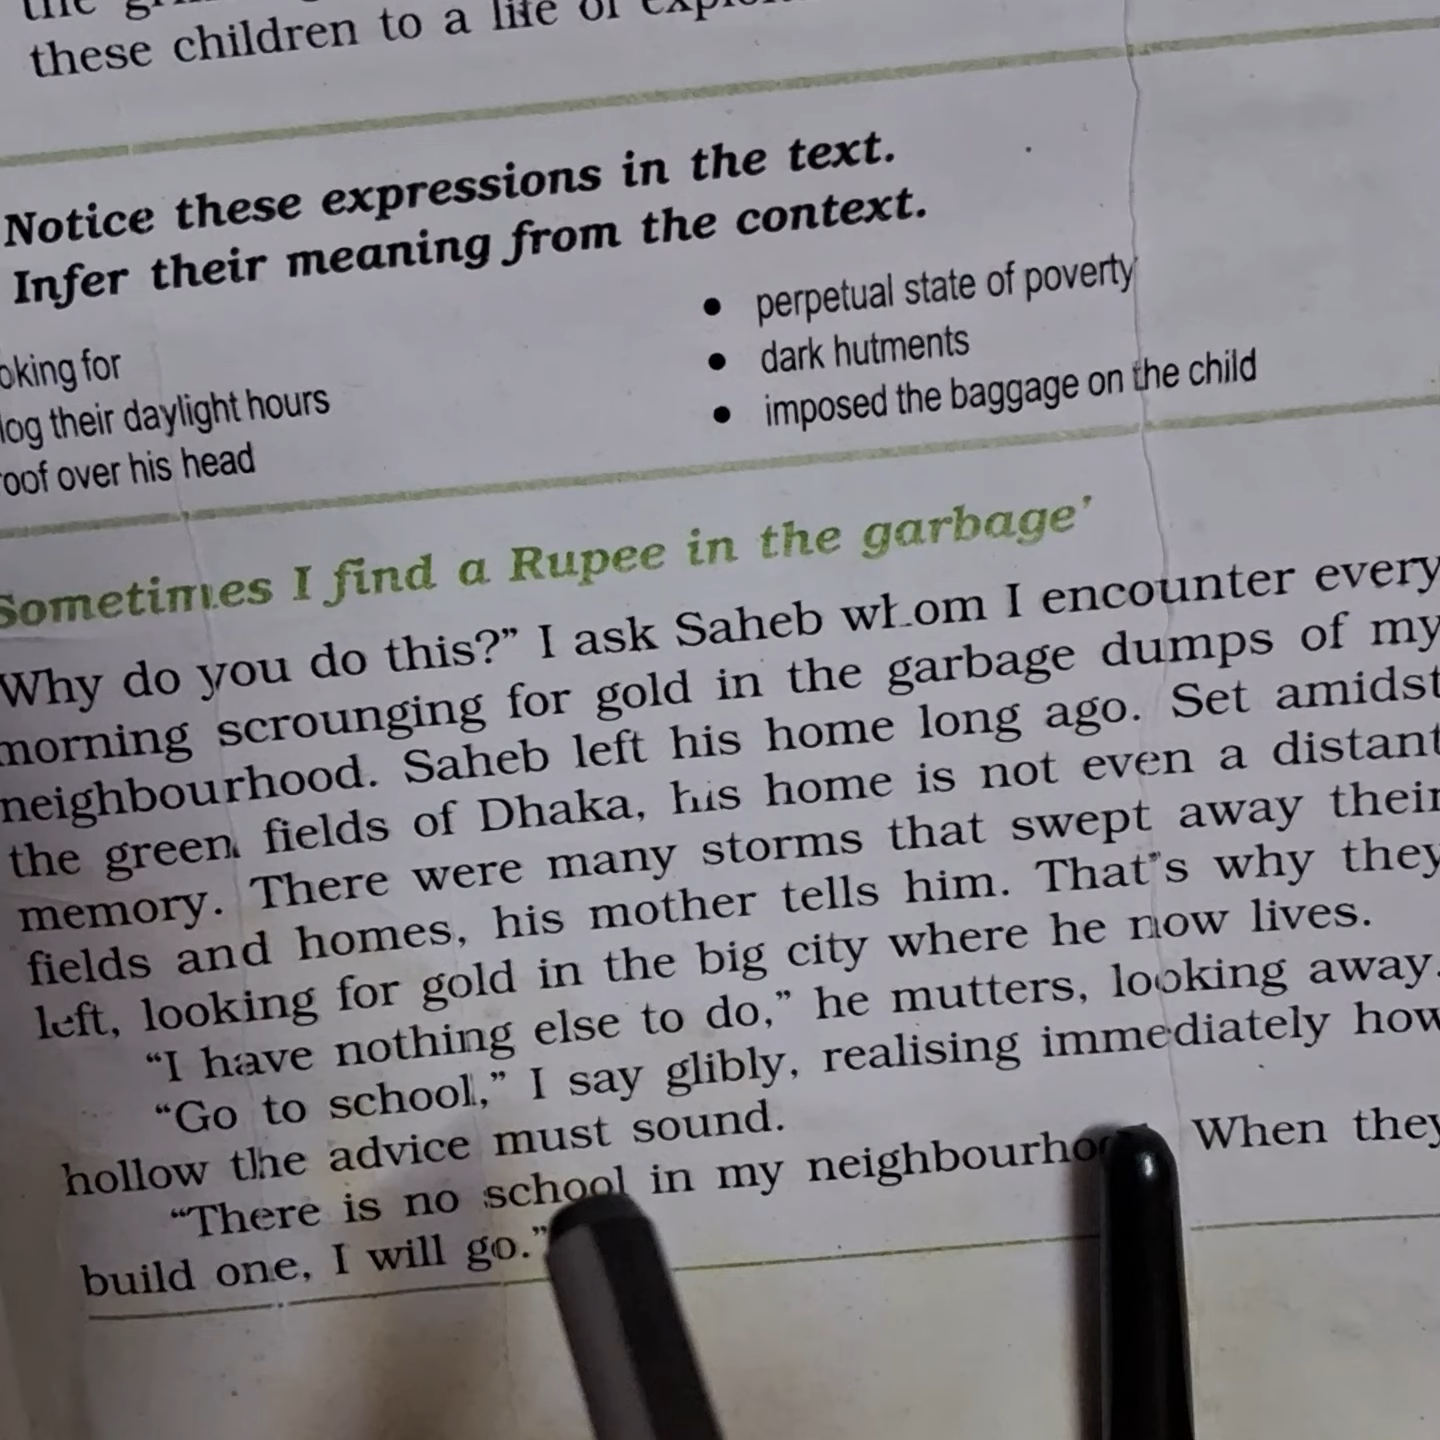 these children to a life of
Notice these expressions in the text.
Infer their meaning from the context.
oking for
log their daylight hours
oof over his head
• perpetual state of poverty
• dark hutments
• imposed the baggage on the child
Sometimes I find a Rupee in the garbage’
Why do you do this?” I ask Saheb whom I encounter every
morning scrounging for gold in the garbage dumps of my
neighbourhood. Saheb left his home long ago. Set amidst
the green fields of Dhaka, his home is not even a distant
memory. There were many storms that swept away their
fields and homes, his mother tells him. That’s why they
left, looking for gold in the big city where he now lives.
“I have nothing else to do,” he mutters, looking away.
“Go to school,” I say glibly, realising immediately how
hollow the advice must sound.
“There is no school in my When they
build one, I will go.”